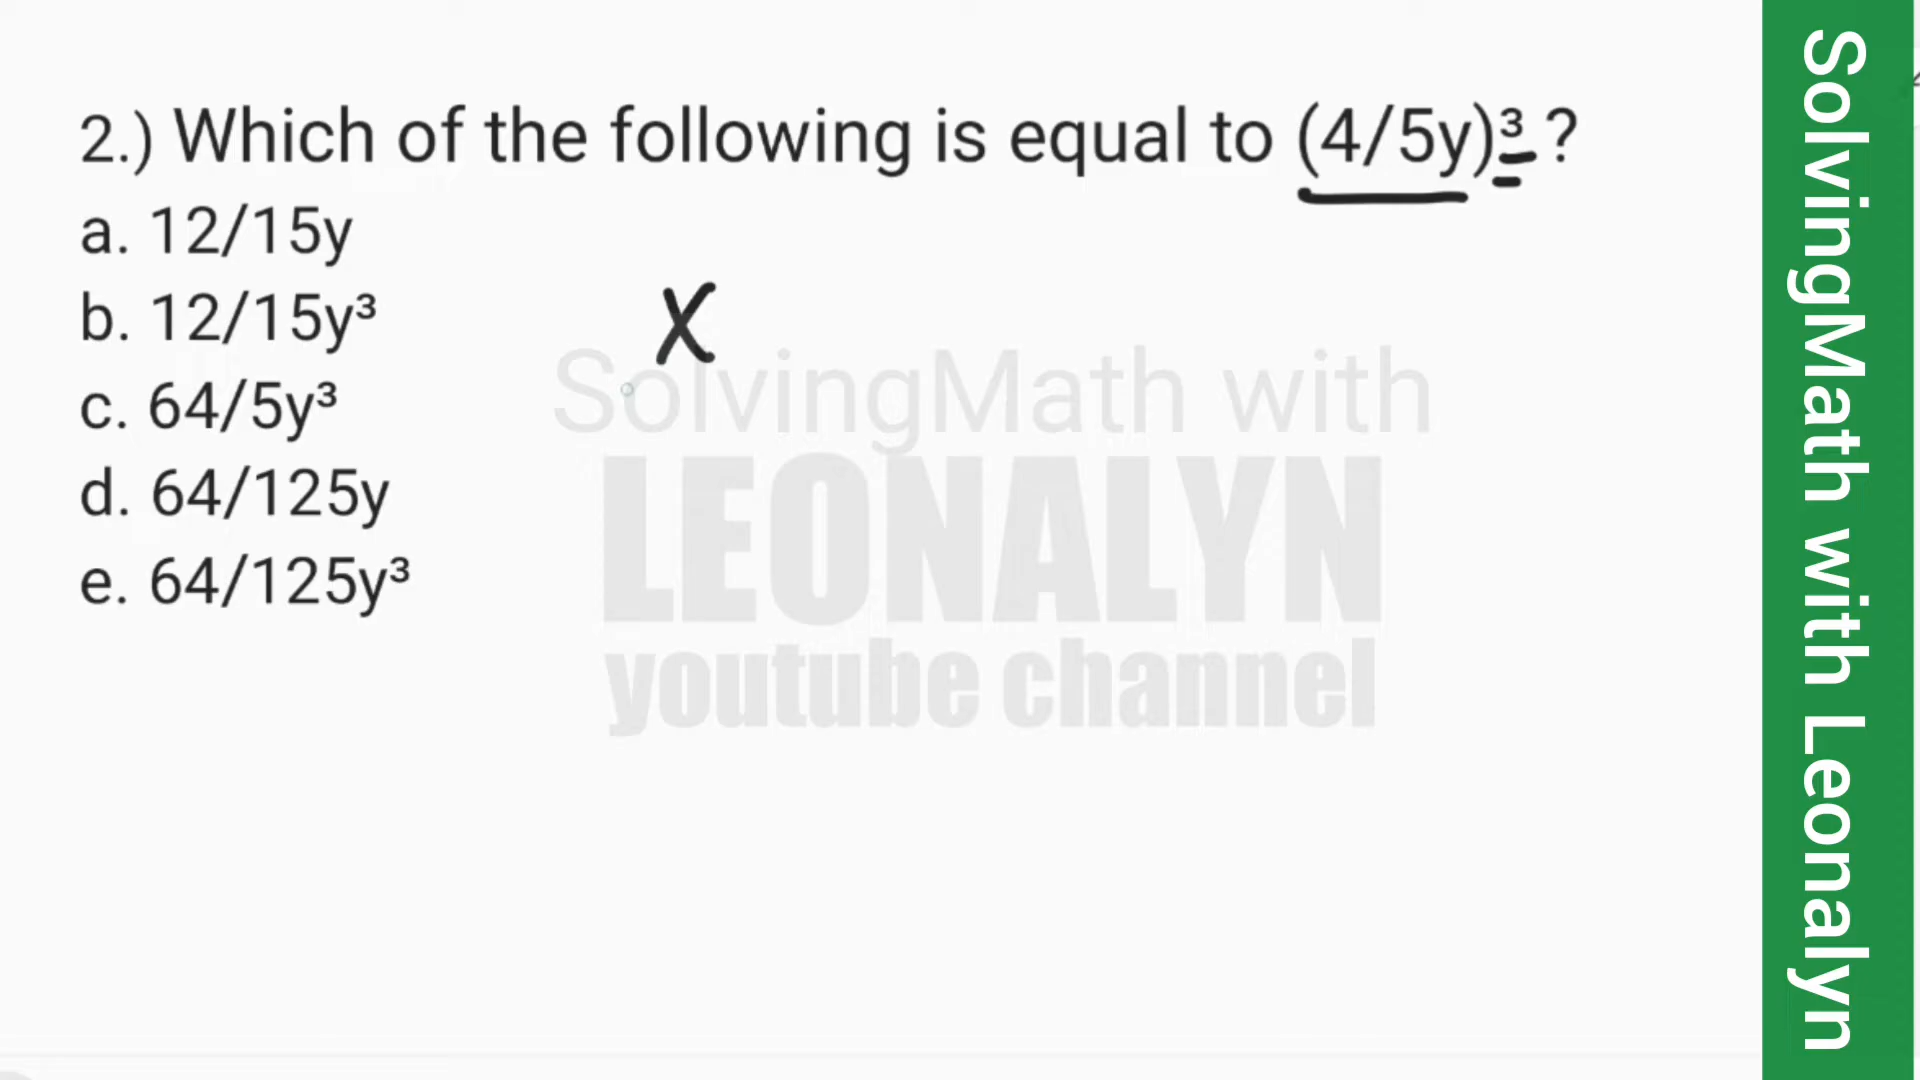 2.) Which of the following is equal to (4/5y)³ ?
a. 12/15y
b. 12/15y³
c. 64/5y³
d. 64/125y
e. 64/125y³
X
SolvingMath with
LEONALYN
youtube channel
SolvingMath with Leonalyn